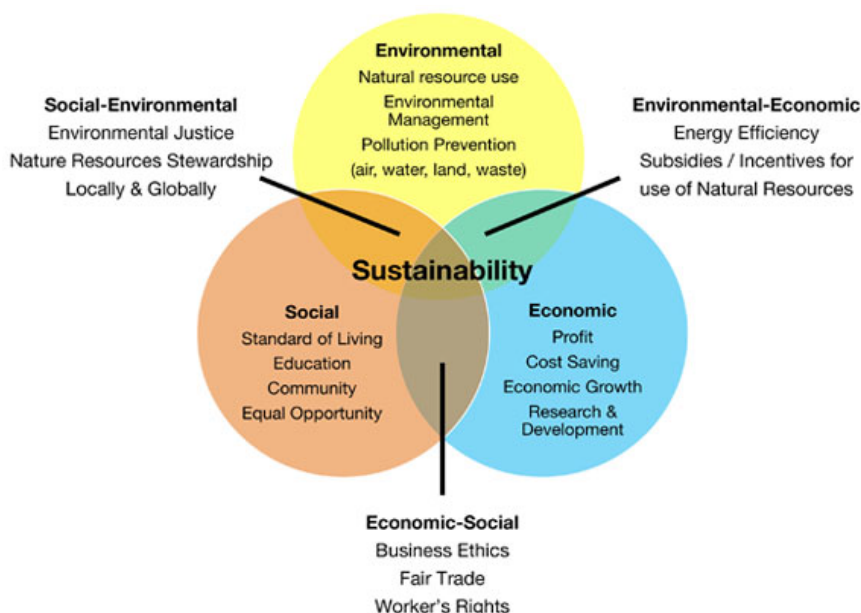 Environmental
Natural resource use
Environmental
Management
Pollution Prevention
(air, water, land, waste)
Social-Environmental
Environmental Justice
Nature Resources Stewardship
Locally & Globally
Environmental-Economic
Energy Efficiency
Subsidies / Incentives for
use of Natural Resources
Sustainability
Social
Standard of Living
Education
Community
Equal Opportunity
Economic
Profit
Cost Saving
Economic Growth
Research &
Development
Economic-Social
Business Ethics
Fair Trade
Worker's Rights